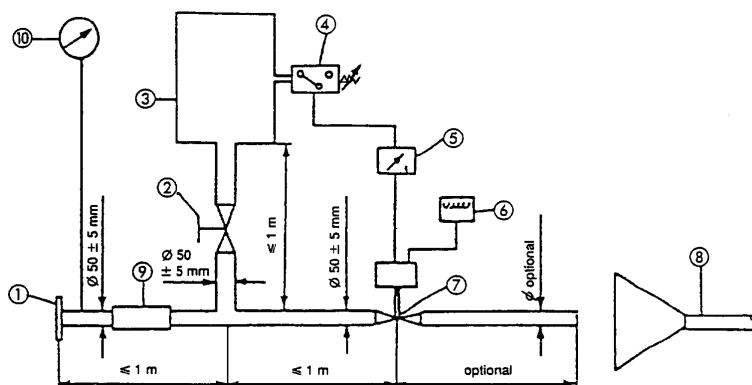 10
4
3
5
2
6
Ø 50 ± 5 mm
Ø 50
± 5 mm
≤ 1 m
Ø 50 ± 5 mm
Ø optional
1
9
7
8
≤ 1 m
≤ 1 m
optional